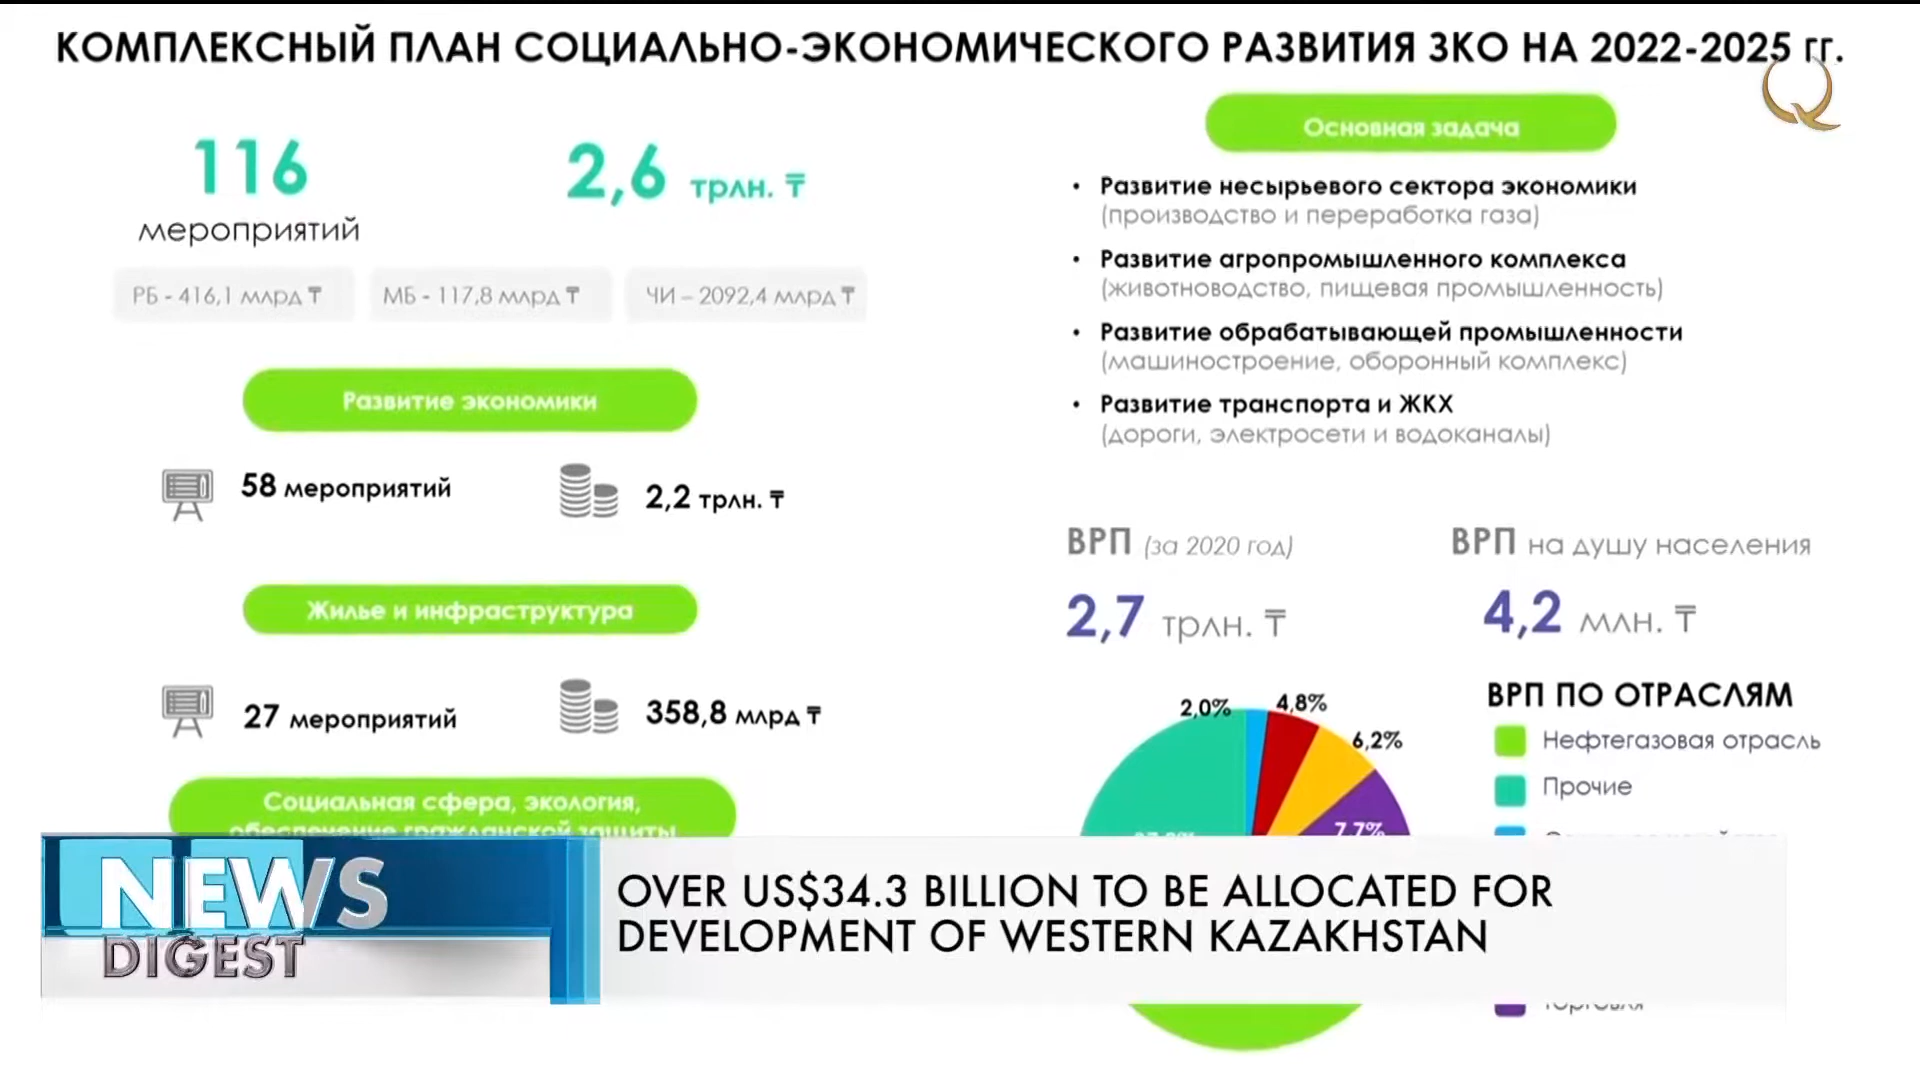 КОМПЛЕКСНЫЙ ПЛАН СОЦИАЛЬНО-ЭКОНОМИЧЕСКОГО РАЗВИТИЯ ЗКО НА 2022-2025 гг.
116
мероприятий
2,6 трлн. ₸
РБ - 416,1 млрд ₸
МБ - 117,8 млрд ₸
ЧИ – 2092,4 млрд ₸
Развитие экономики
58 мероприятий
2,2 трлн. ₸
Жилье и инфраструктура
27 мероприятий
358,8 млрд ₸
Социальная сфера, экология,
обеспечение гражданской защиты
Основная задача
• Развитие несырьевого сектора экономики
(производство и переработка газа)
• Развитие агропромышленного комплекса
(животноводство, пищевая промышленность)
• Развитие обрабатывающей промышленности
(машиностроение, оборонный комплекс)
• Развитие транспорта и ЖКХ
(дороги, электросети и водоканалы)
ВРП (за 2020 год)
2,7 трлн. ₸
ВРП на душу населения
4,2 млн. ₸
2,0%
4,8%
6,2%
7,7%
ВРП ПО ОТРАСЛЯМ
Нефтегазовая отрасль
Прочие
Торговля
NEWS
DIGEST
OVER US$34.3 BILLION TO BE ALLOCATED FOR
DEVELOPMENT OF WESTERN KAZAKHSTAN